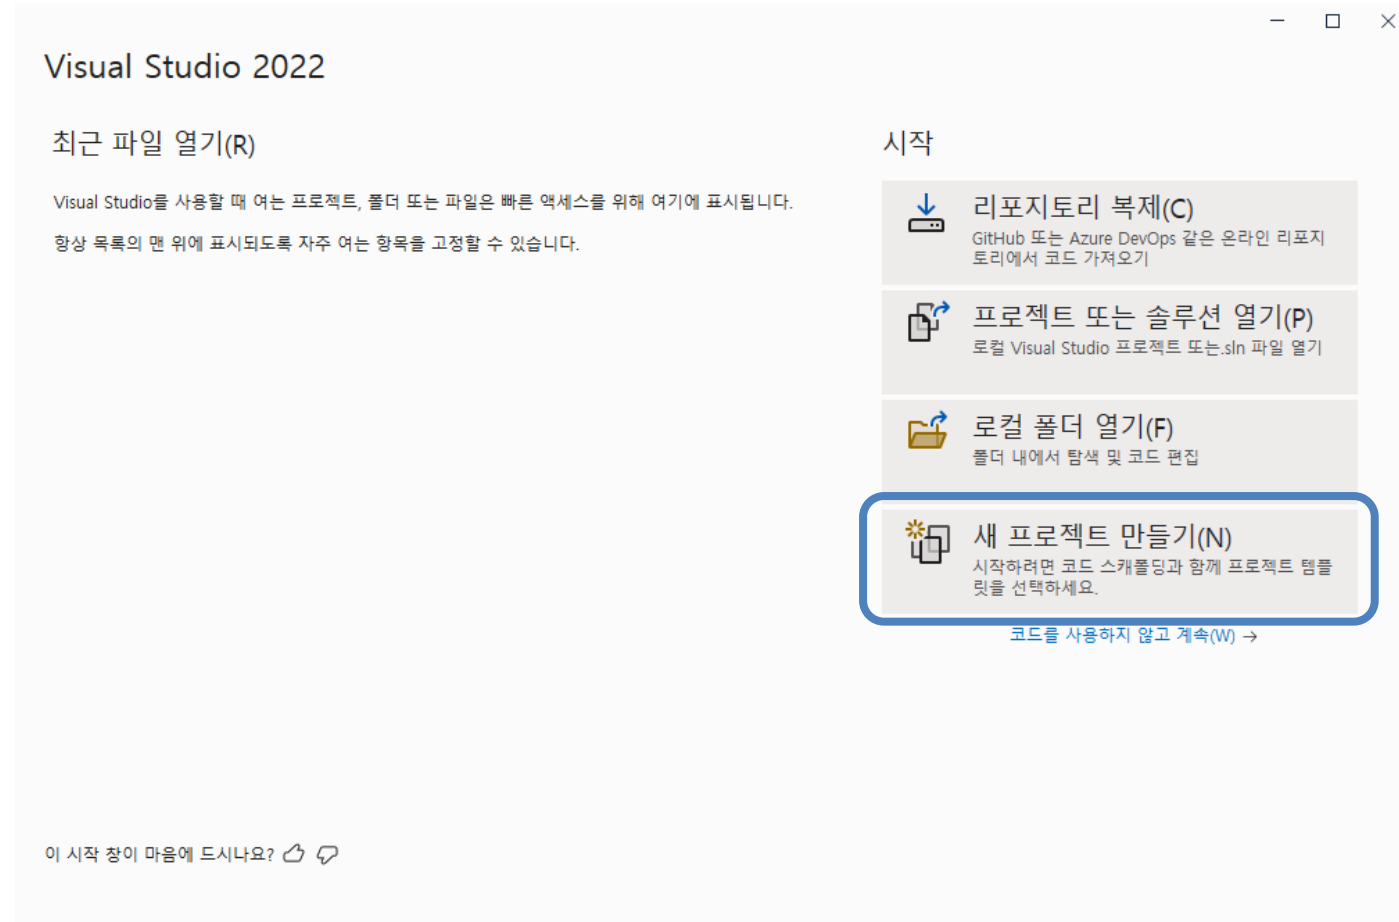 Visual Studio 2022
최근 파일 열기(R)
Visual Studio를 사용할 때 여는 프로젝트, 폴더 또는 파일은 빠른 액세스를 위해 여기에 표시됩니다.
항상 목록의 맨 위에 표시되도록 자주 여는 항목을 고정할 수 있습니다.
시작
리포지토리 복제(C)
GitHub 또는 Azure DevOps 같은 온라인 리포지
토리에서 코드 가져오기
프로젝트 또는 솔루션 열기(P)
로컬 Visual Studio 프로젝트 또는.sln 파일 열기
로컬 폴더 열기(F)
폴더 내에서 탐색 및 코드 편집
새 프로젝트 만들기(N)
시작하려면 코드 스캐폴딩과 함께 프로젝트 템플
릿을 선택하세요.
코드를 사용하지 않고 계속(W) →
이 시작 창이 마음에 드시나요?